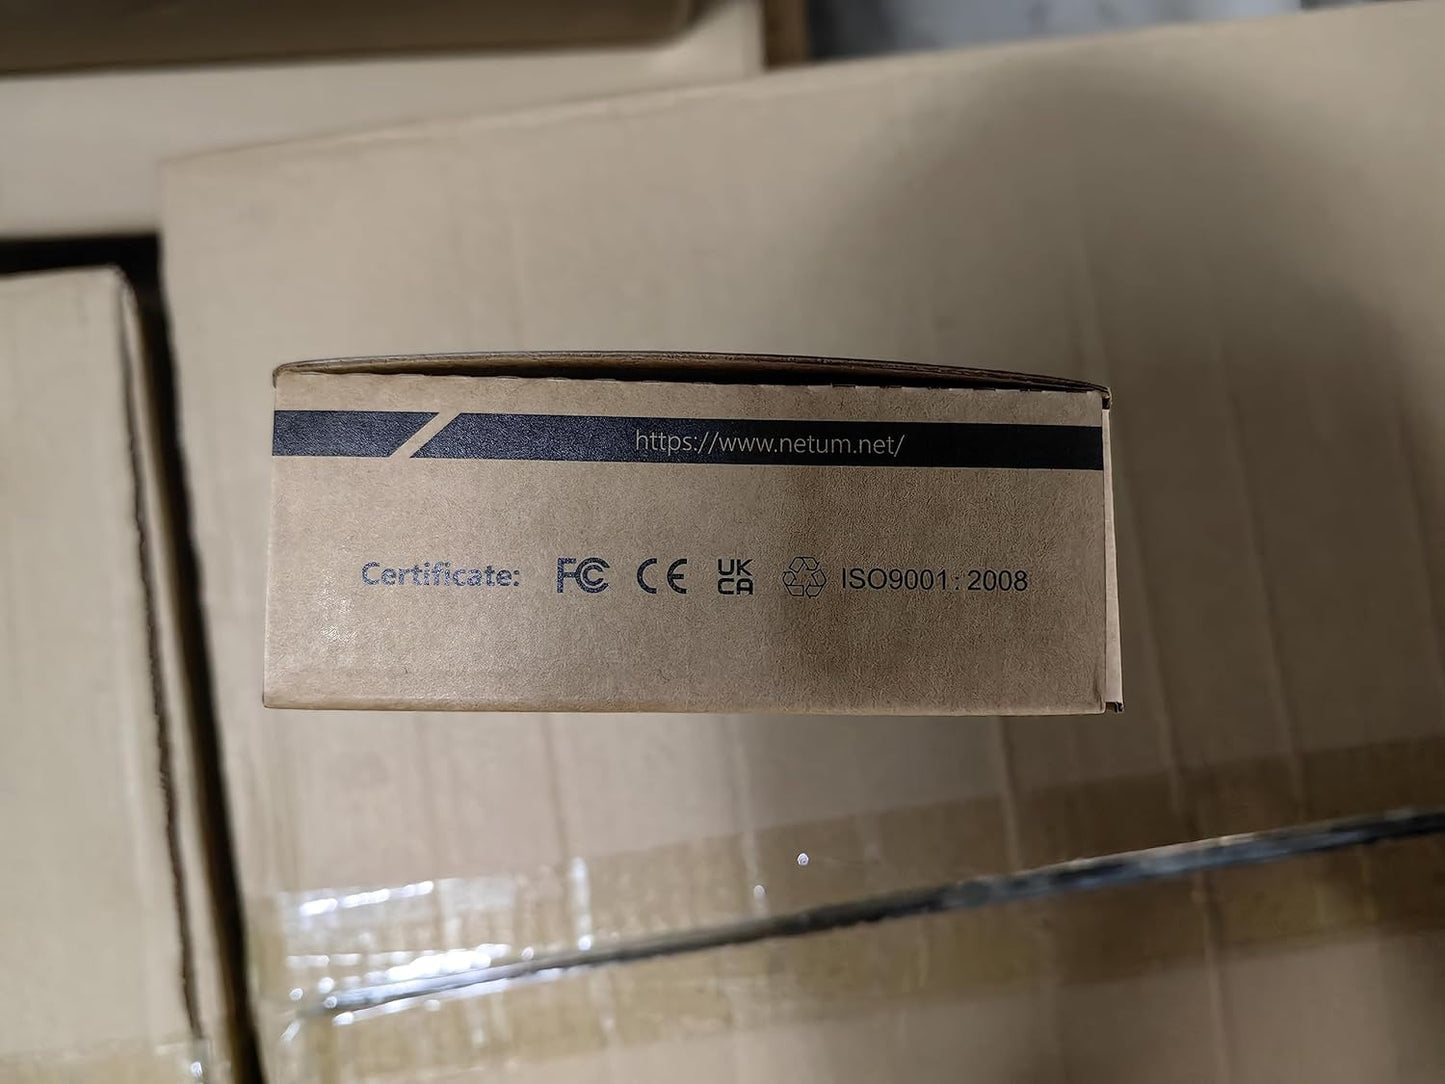 https://www.netum.net/
Certificate: FC CE UK CA ISO9001: 2008